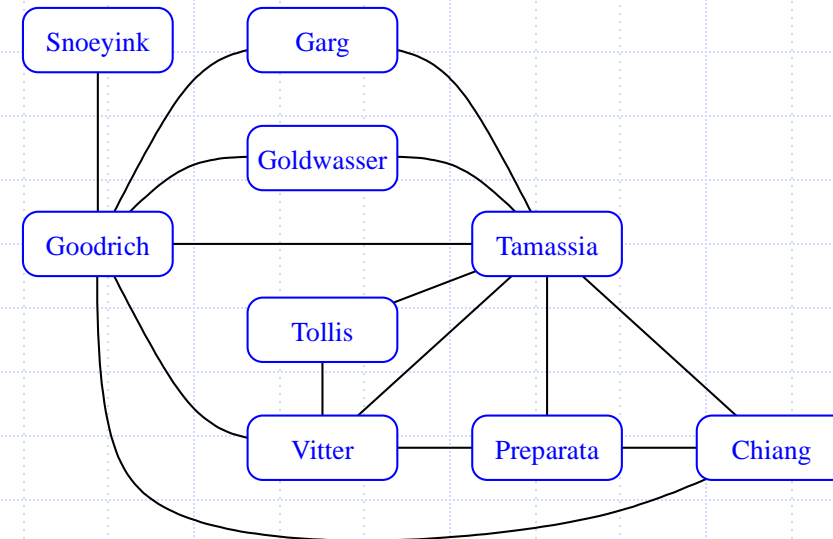 Snoeyink
Garg
Goldwasser
Goodrich
Tamassia
Tollis
Vitter
Preparata
Chiang